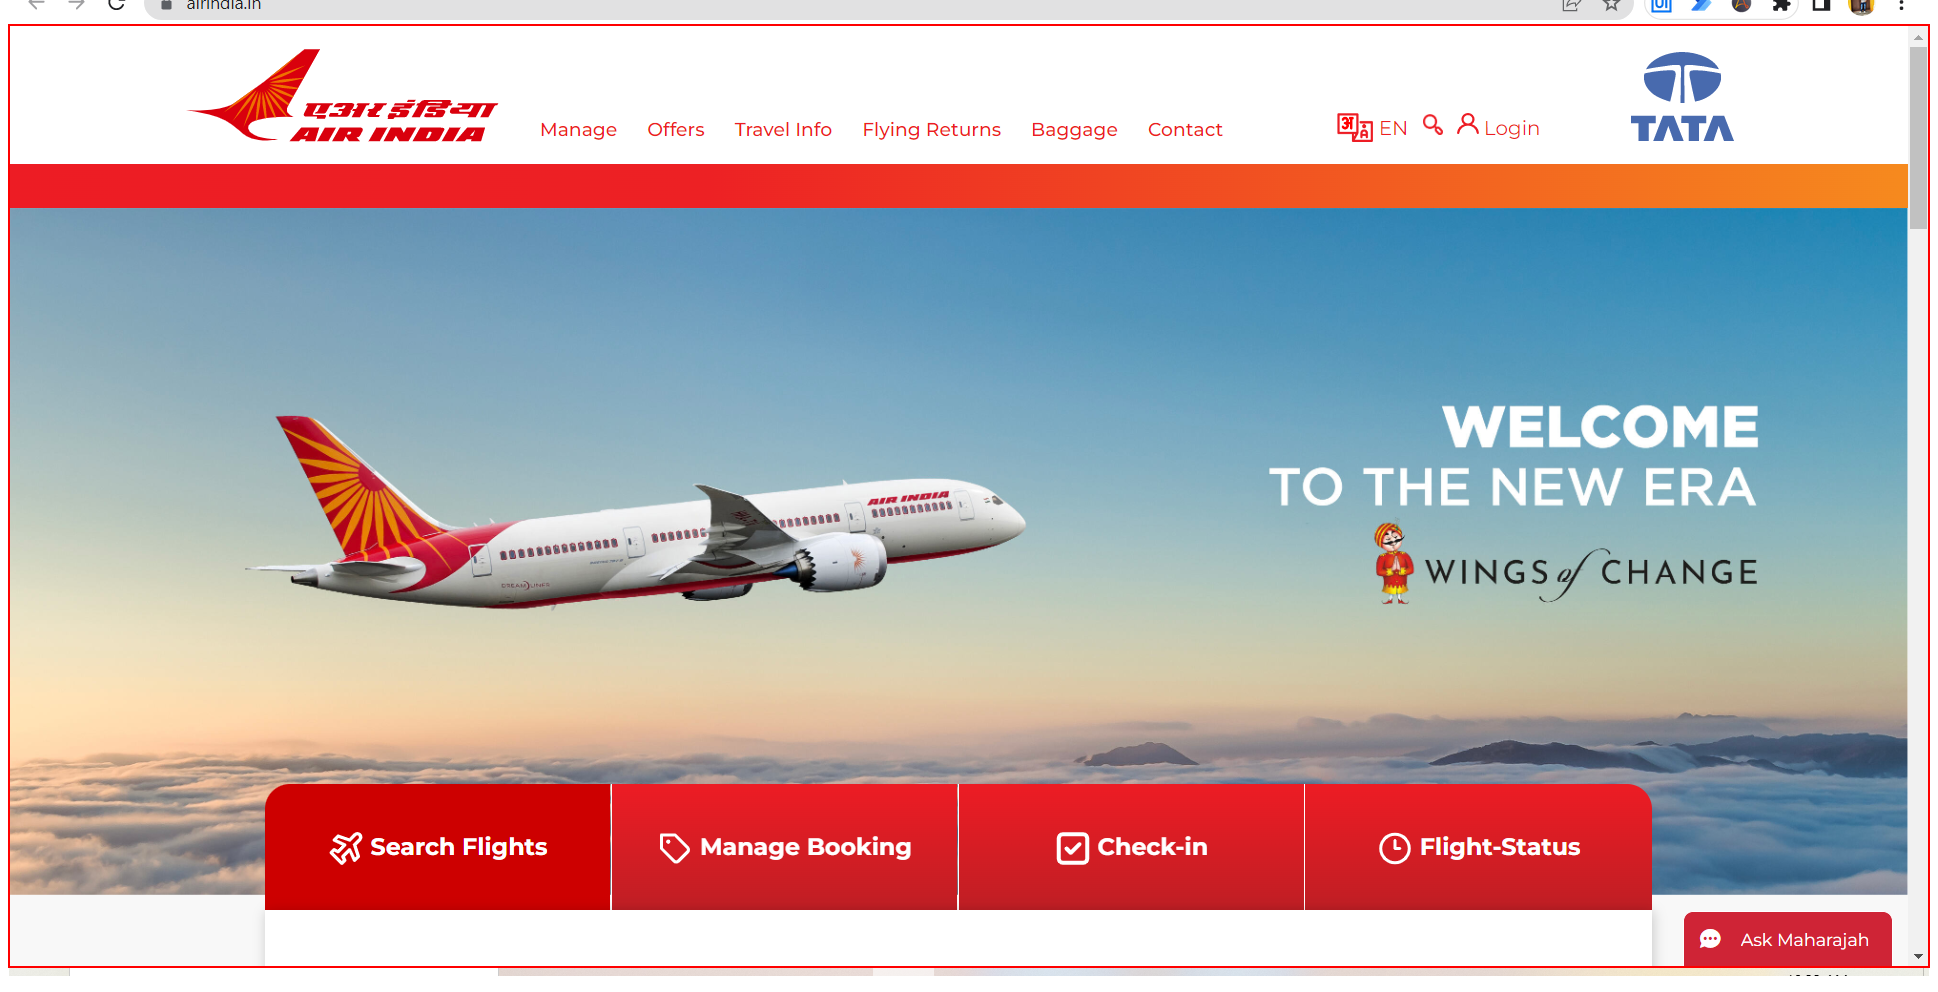 airindia.in
एअर इंडिया
AIR INDIA
Manage Offers Travel Info Flying Returns Baggage Contact
अ A EN Login
TATA
AIR INDIA
WELCOME
TO THE NEW ERA
WINGS of CHANGE
Search Flights Manage Booking Check-in Flight-Status
Ask Maharajah